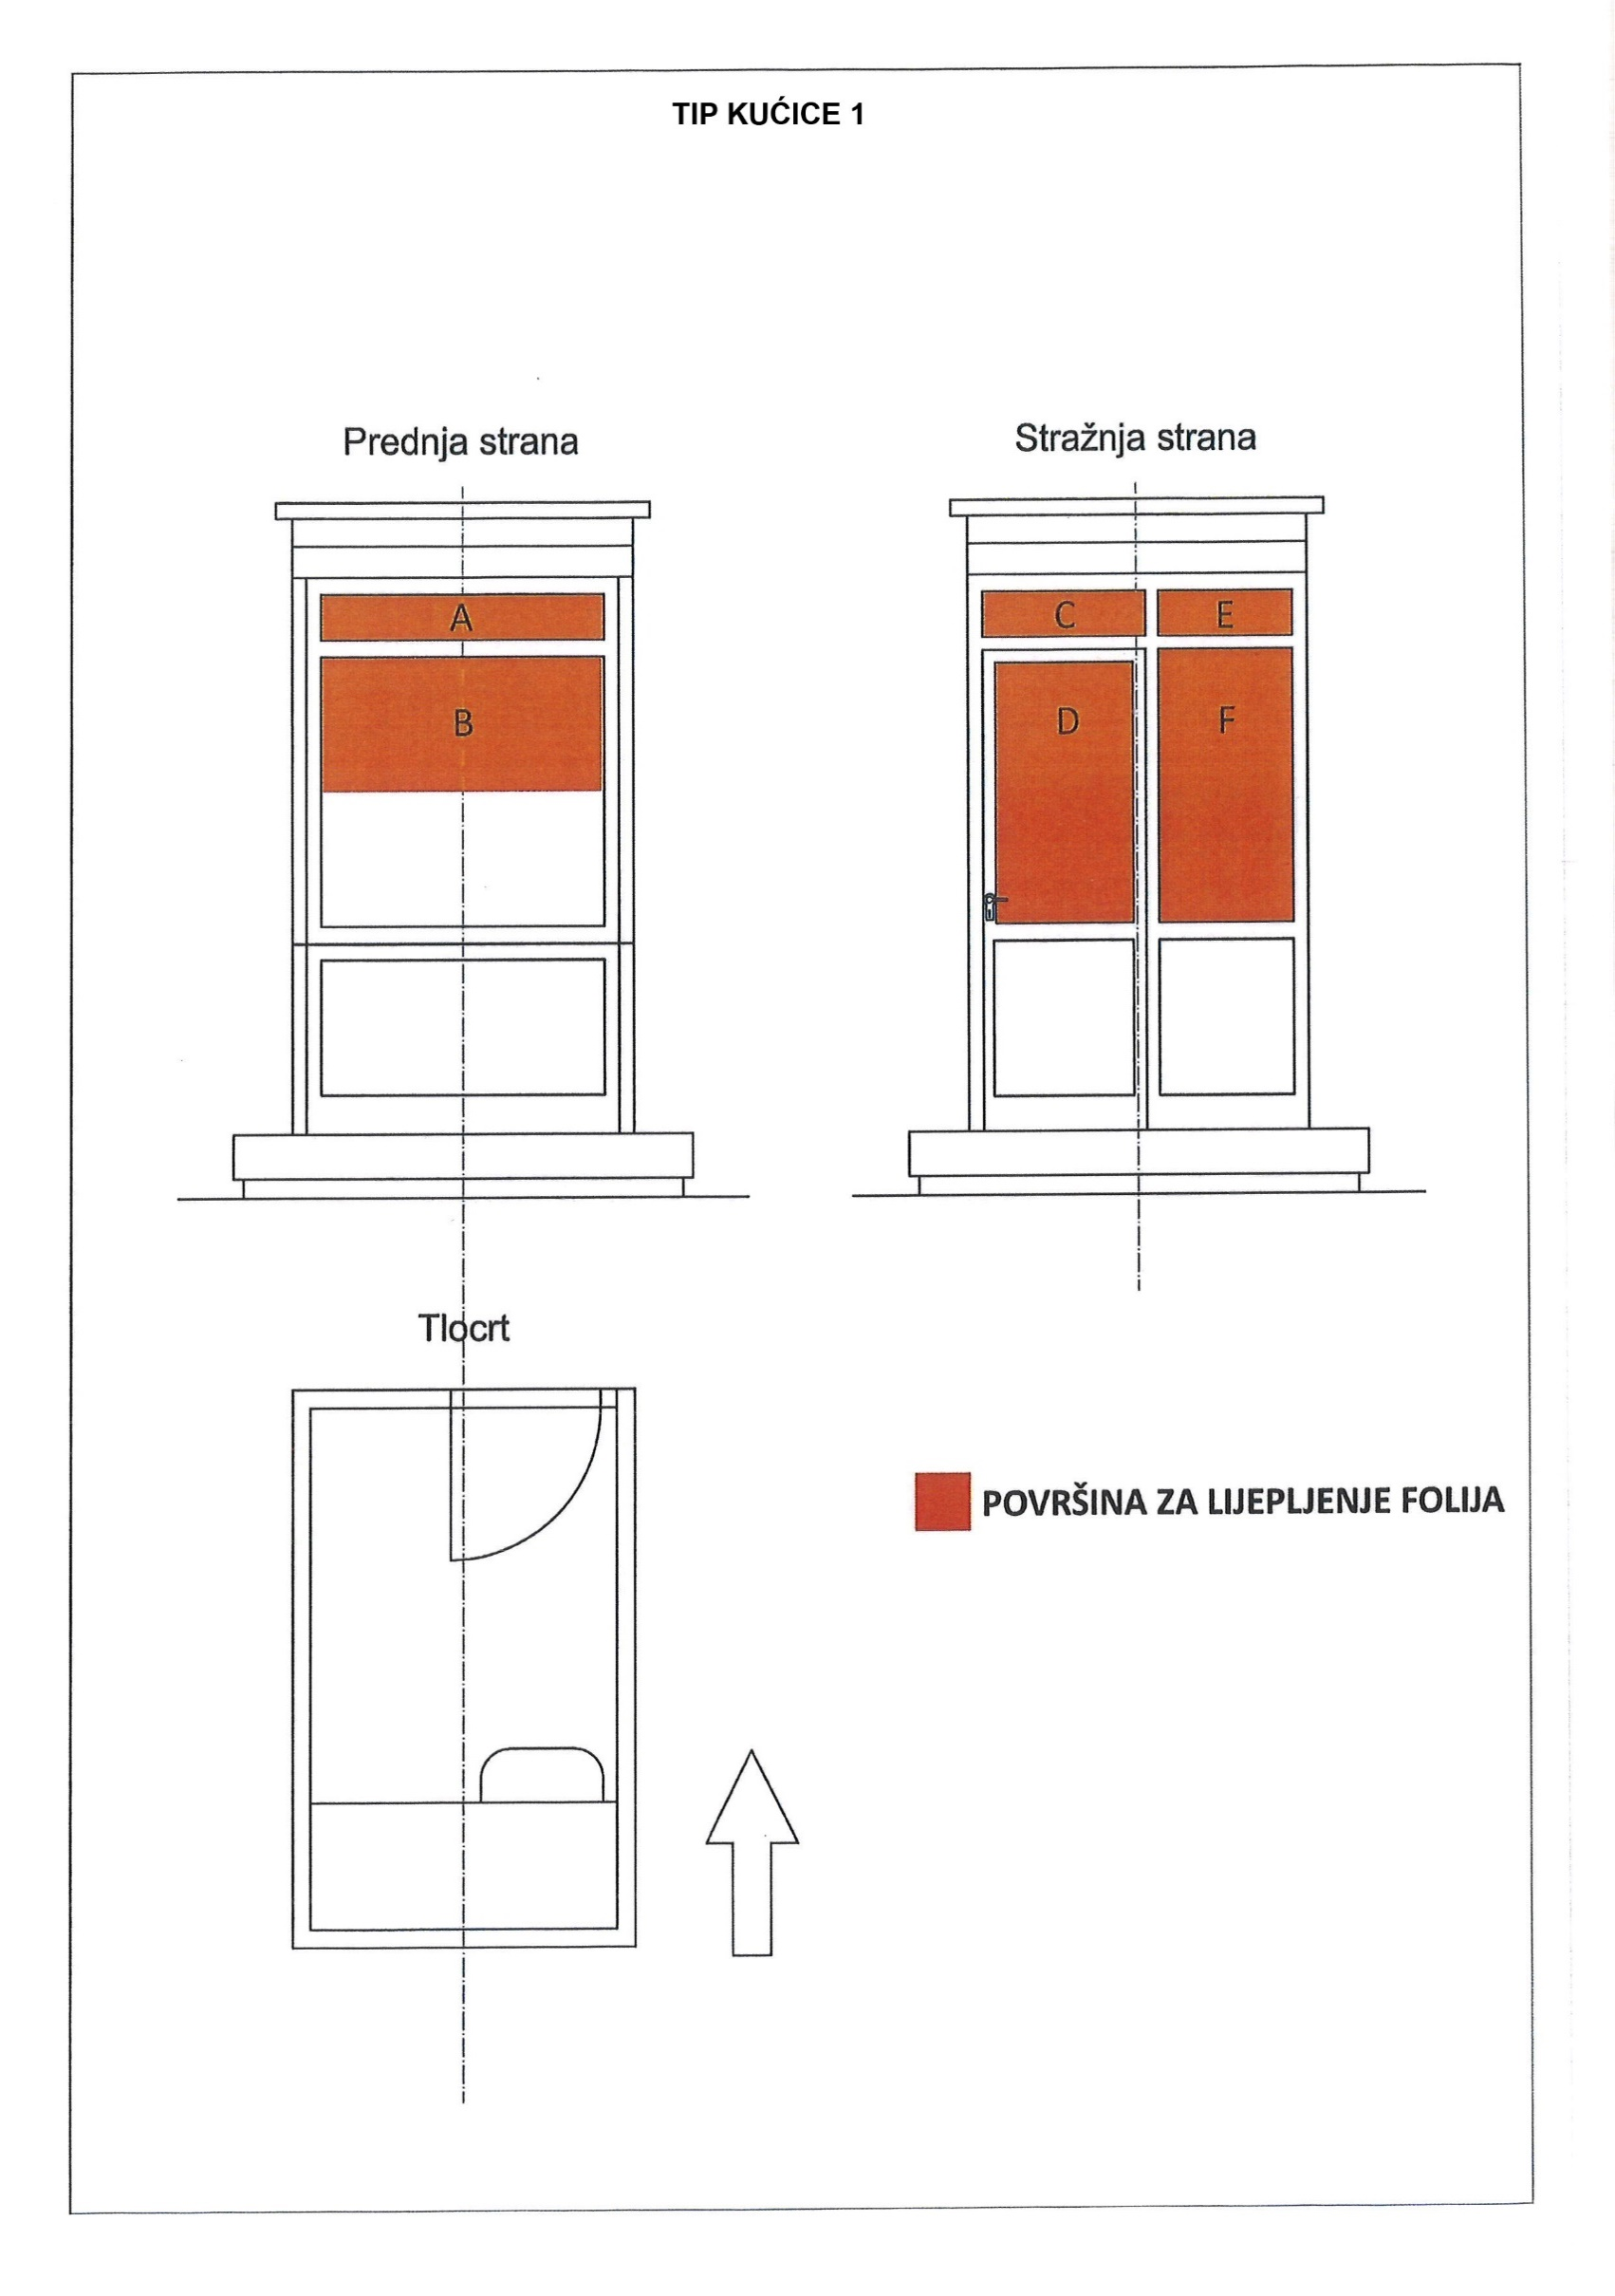 TIP KUĆICE 1
Prednja strana
Stražnja strana
A
B
C
E
D
F
Tlocrt
POVRŠINA ZA LIJEPLJENJE FOLIJA